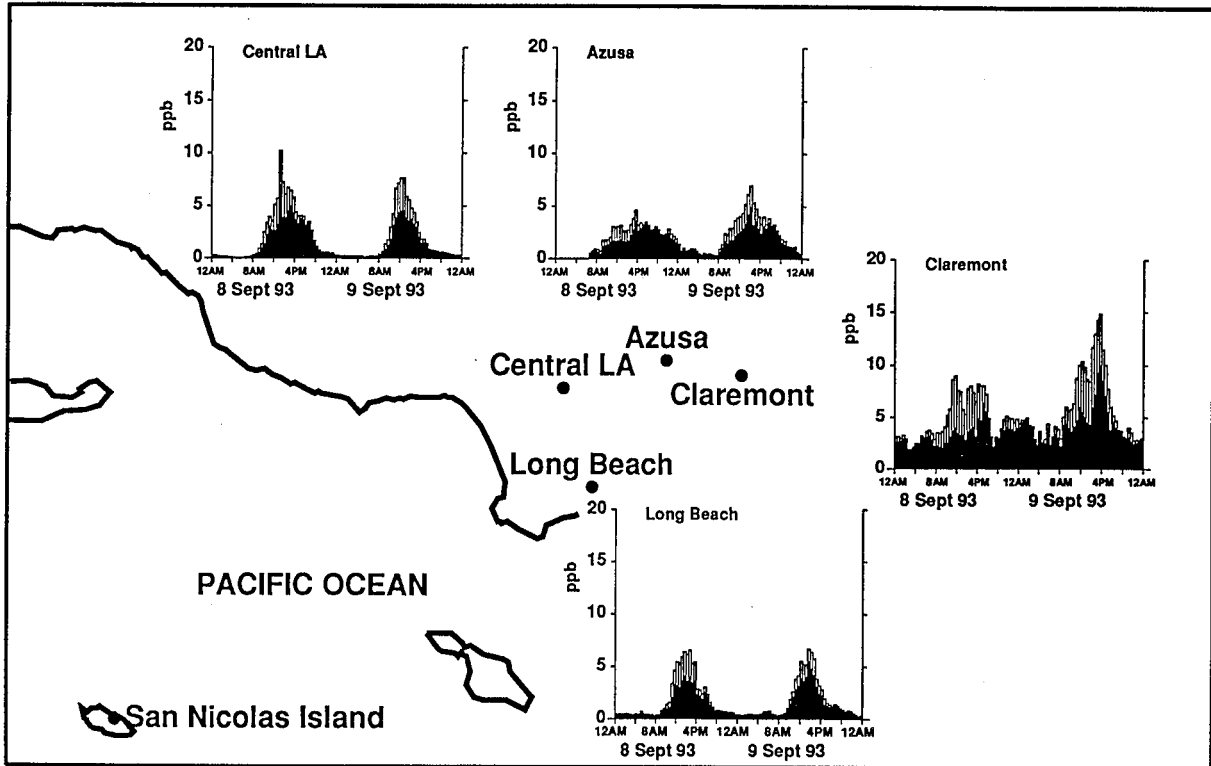 Central LA
20
15
10
5
0
ppb
12AM 8AM 4PM 12AM 8AM 4PM 12AM
8 Sept 93 9 Sept 93
Azusa
20
15
10
5
0
ppb
12AM 8AM 4PM 12AM 8AM 4PM 12AM
8 Sept 93 9 Sept 93
Claremont
20
15
10
5
0
ppb
12AM 8AM 4PM 12AM 8AM 4PM 12AM
8 Sept 93 9 Sept 93
Azusa
Central LA
Claremont
Long Beach
Long Beach
20
15
10
5
0
ppb
12AM 8AM 4PM 12AM 8AM 4PM 12AM
8 Sept 93 9 Sept 93
PACIFIC OCEAN
San Nicolas Island